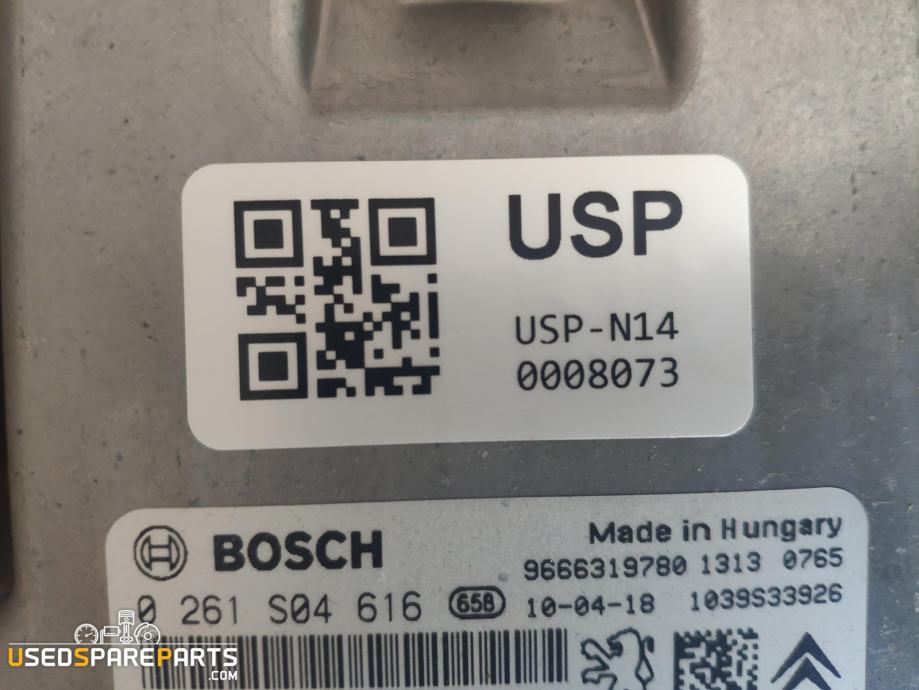 USP
USP-N14
0008073
BOSCH
Made in Hungary
9666319780 1313 0765
0 261 S04 616 658 10-04-18 1039S33926
USEDSPAREPARTS
.COM